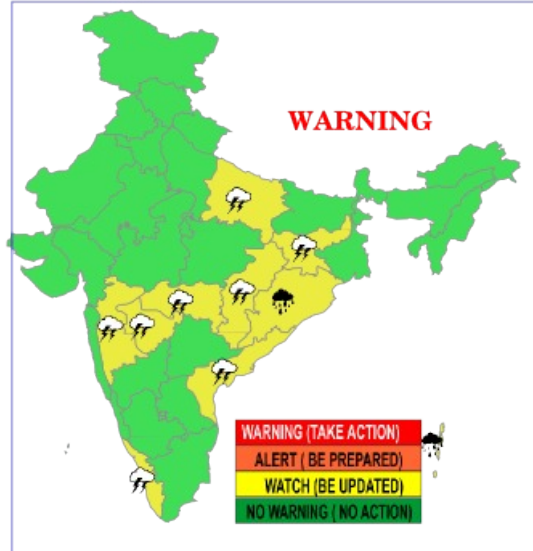 WARNING
WARNING (TAKE ACTION)
ALERT ( BE PREPARED)
WATCH (BE UPDATED)
NO WARNING ( NO ACTION)